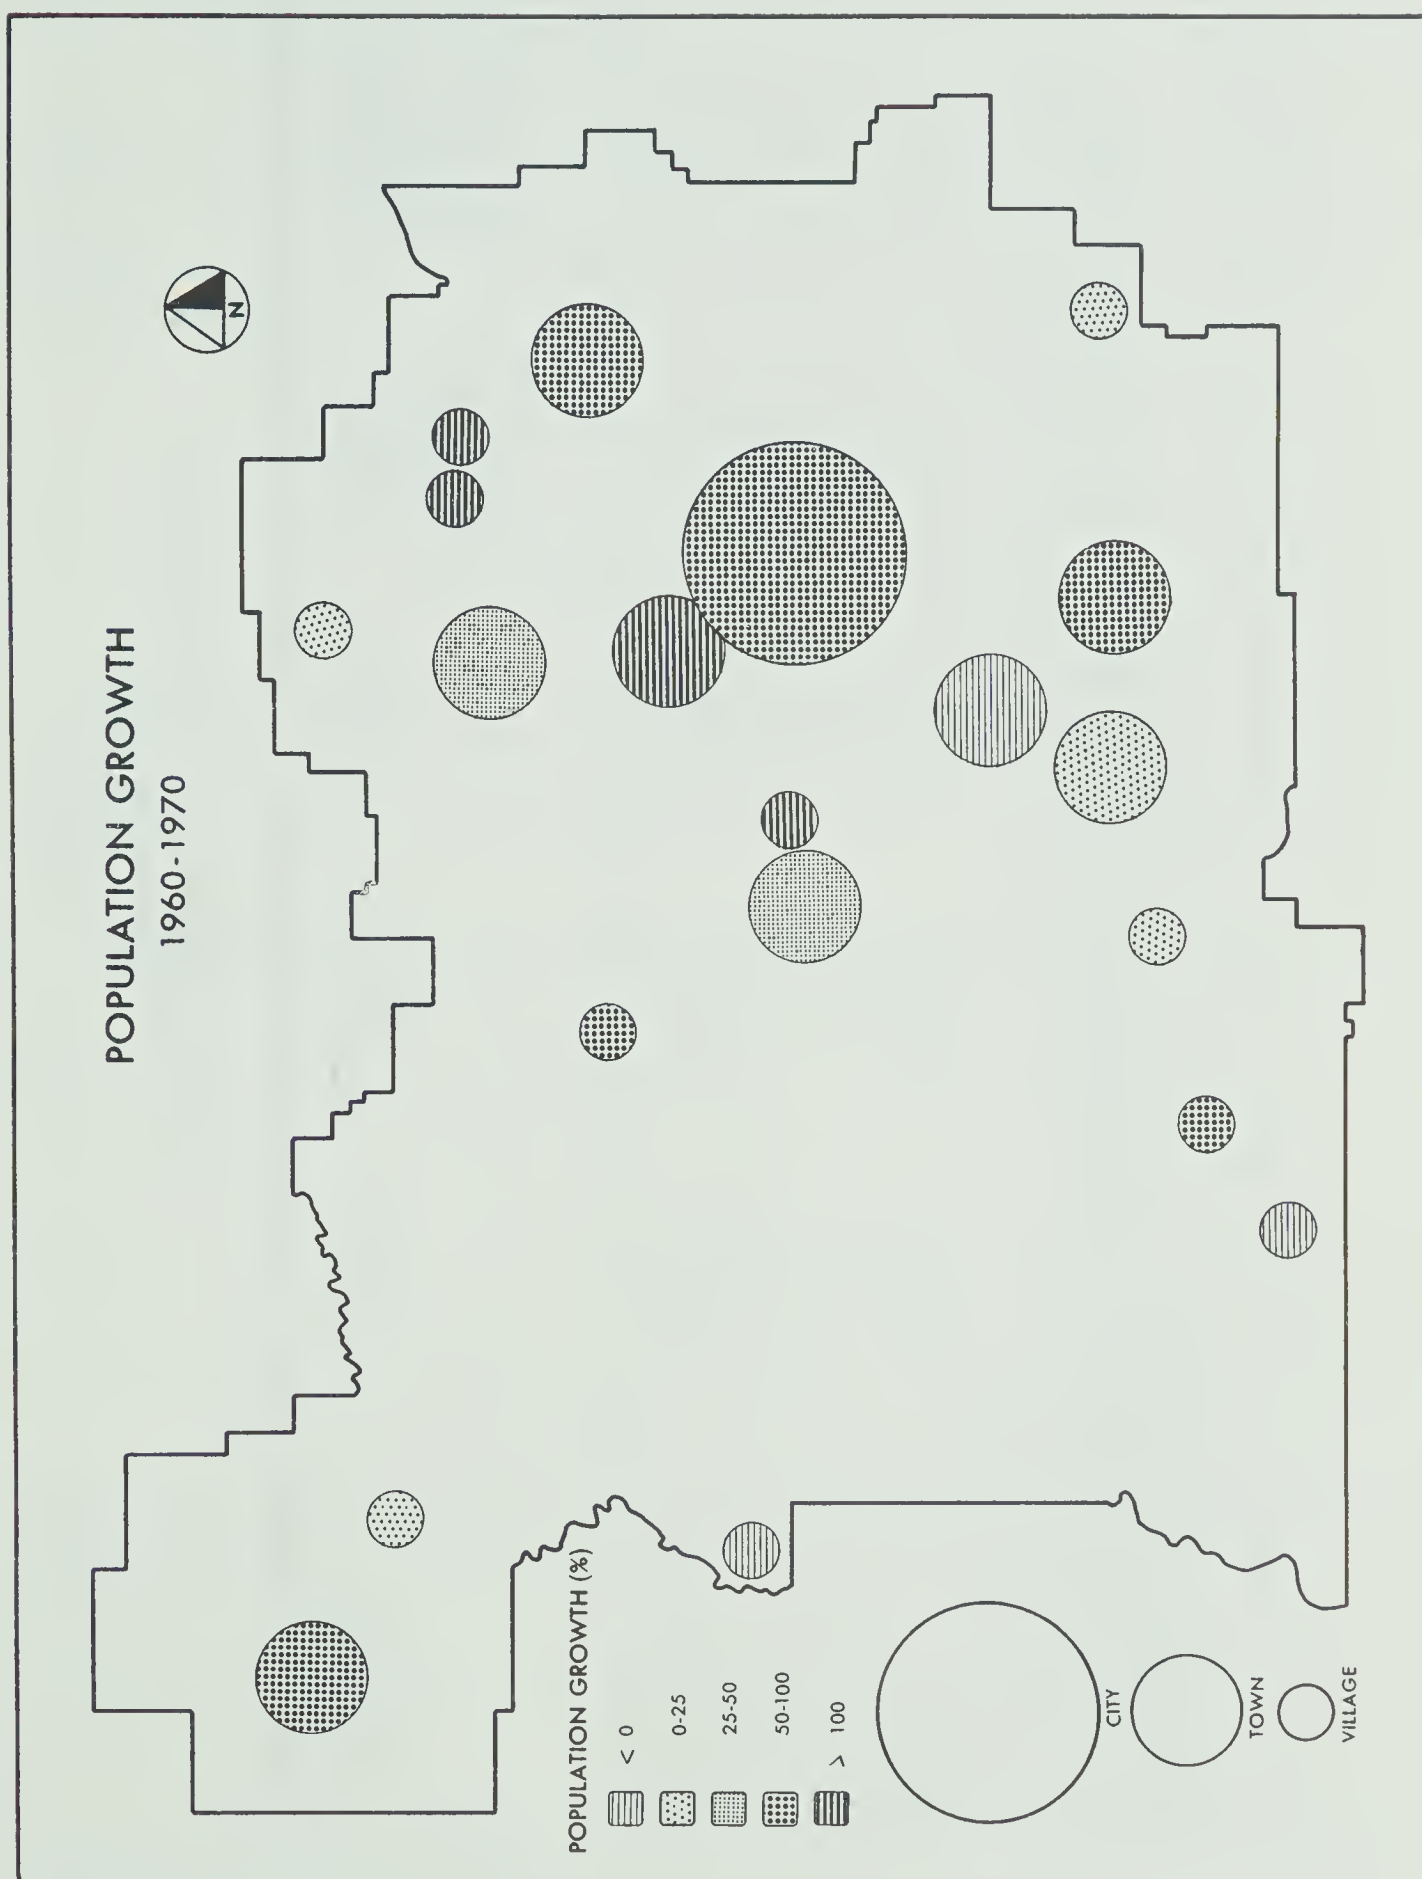 POPULATION GROWTH
1960-1970
N
POPULATION GROWTH (%)
< 0
0-25
25-50
50-100
> 100
CITY
TOWN
VILLAGE